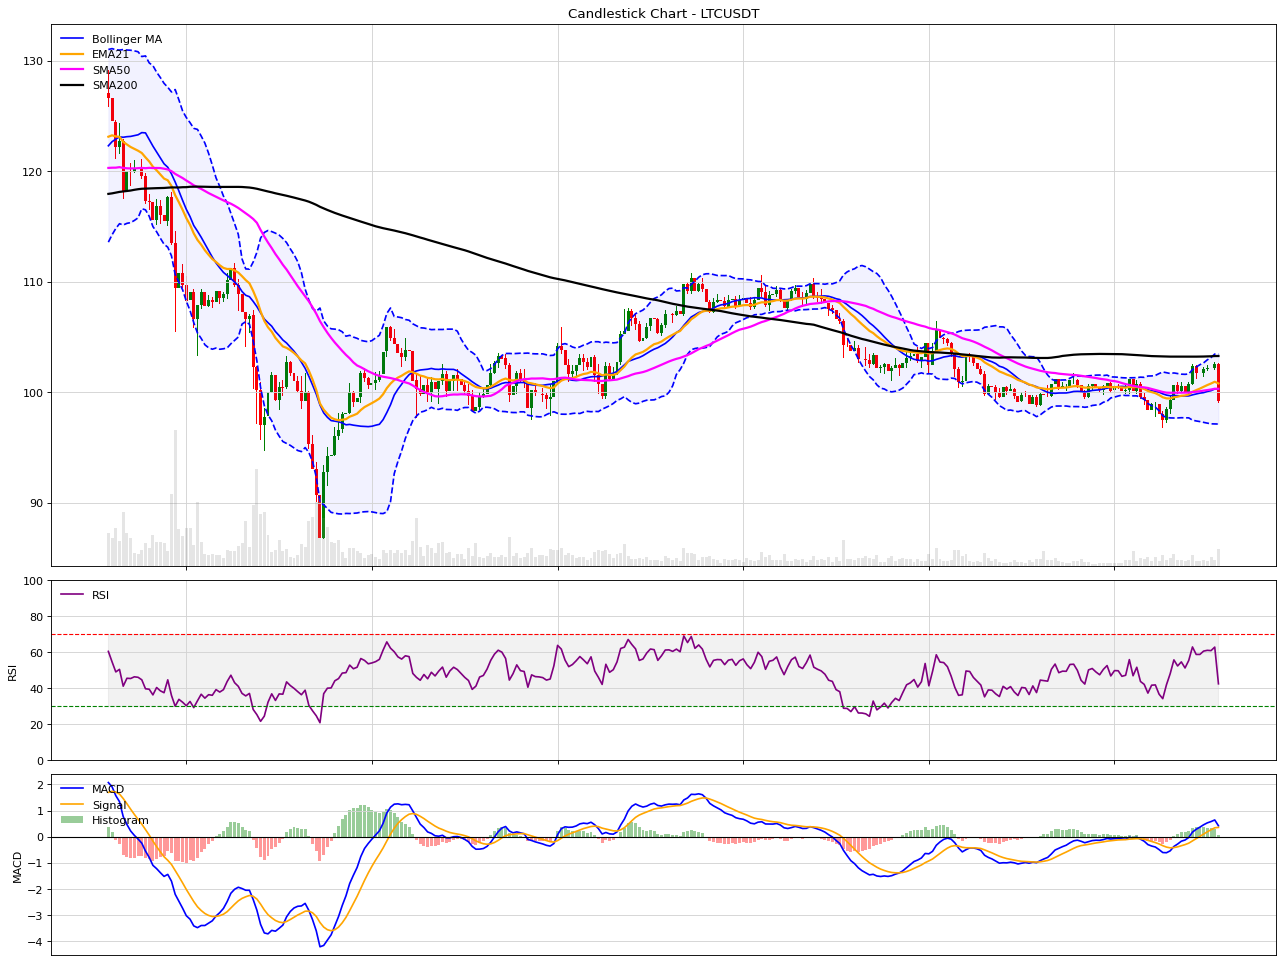 Candlestick Chart - LTCUSDT
Bollinger MA
EMA21
SMA50
SMA200
130
120
110
100
90
RSI
100
80
60
40
20
0
RSI
MACD
Signal
Histogram
2
1
0
−1
−2
−3
−4
MACD